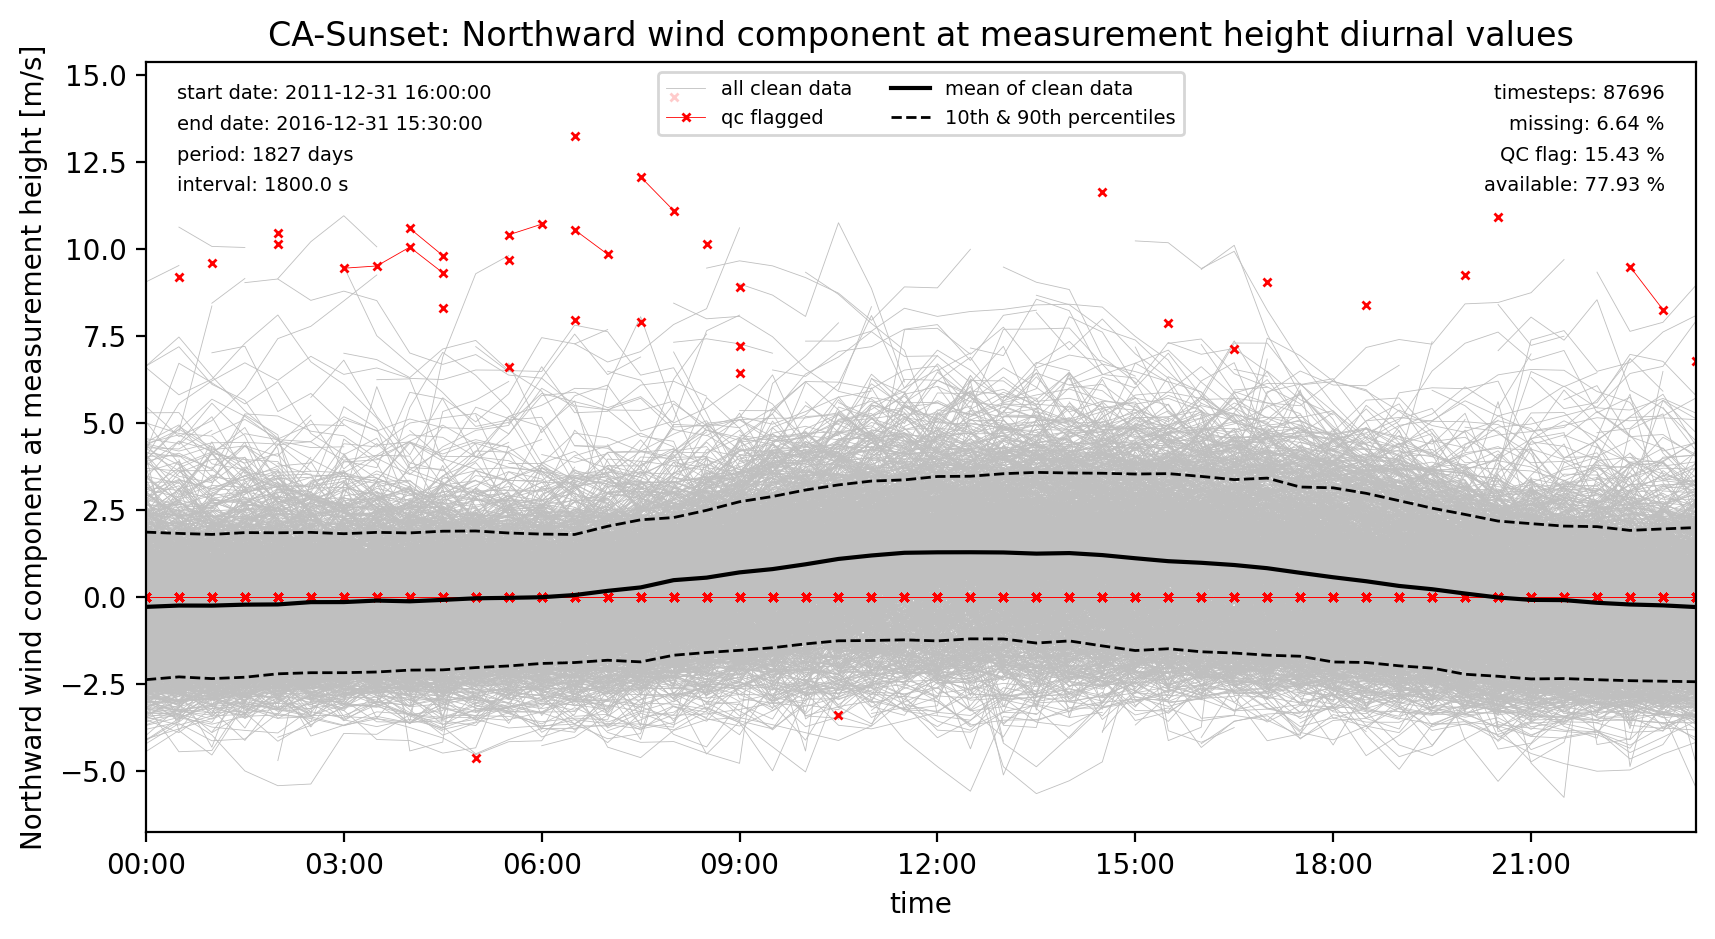 CA-Sunset: Northward wind component at measurement height diurnal values
Northward wind component at measurement height [m/s]
15.0
12.5
10.0
7.5
5.0
2.5
0.0
−2.5
−5.0
start date: 2011-12-31 16:00:00
end date: 2016-12-31 15:30:00
period: 1827 days
interval: 1800.0 s
all clean data
qc flagged
mean of clean data
10th & 90th percentiles
timesteps: 87696
missing: 6.64 %
QC flag: 15.43 %
available: 77.93 %
00:00 03:00 06:00 09:00 12:00 15:00 18:00 21:00
time